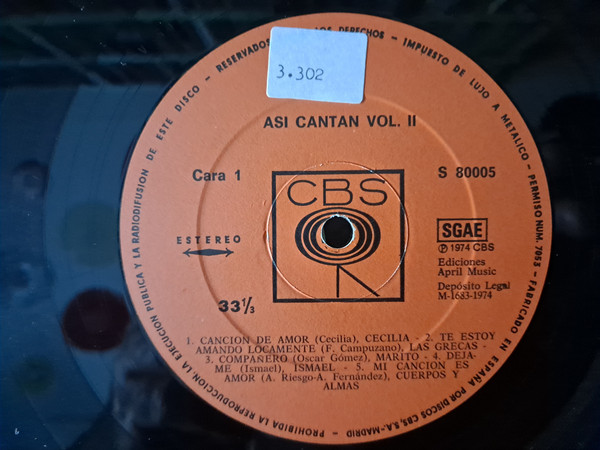 RESERVADOS LOS DERECHOS - IMPUESTO DE LUJO A METALICO - PERMISO NUM. 7053 - FABRICADO EN ESPAÑA POR DISCOS CBS, S.A.-MADRID - PROHIBIDA LA REPRODUCCION, LA EJECUCION PUBLICA Y LA RADIODIFUSION DE ESTE DISCO -
3.302
ASI CANTAN VOL. II
Cara 1
S 80005
CBS
ESTEREO
SGAE
Ⓟ 1974 CBS
Ediciones
April Music
Depósito Legal
M-1683-1974
33 1/3
1. CANCION DE AMOR (Cecilia), CECILIA - 2. TE ESTOY
AMANDO LOCAMENTE (F. Campuzano), LAS GRECAS -
3. COMPAÑERO (Oscar Gómez), MARITO - 4. DEJA-
ME (Ismael), ISMAEL - 5. MI CANCION ES
AMOR (A. Riesgo-A. Fernández), CUERPOS Y
ALMAS